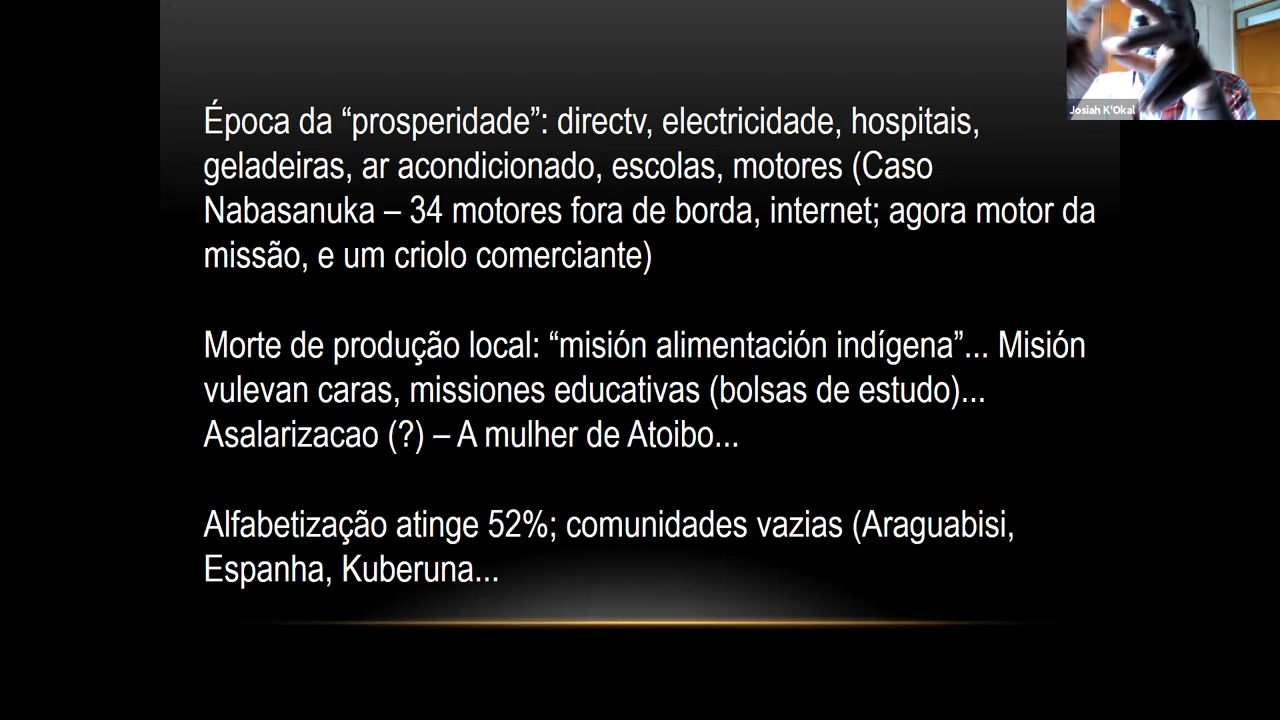 Josiah K'Okal
Época da “prosperidade”: directv, electricidade, hospitais,
geladeiras, ar acondicionado, escolas, motores (Caso
Nabasanuka – 34 motores fora de borda, internet; agora motor da
missão, e um criolo comerciante)
Morte de produção local: “misión alimentación indígena”... Misión
vulevan caras, missiones educativas (bolsas de estudo)...
Asalarizacao (?) – A mulher de Atoibo...
Alfabetização atinge 52%; comunidades vazias (Araguabisi,
Espanha, Kuberuna...